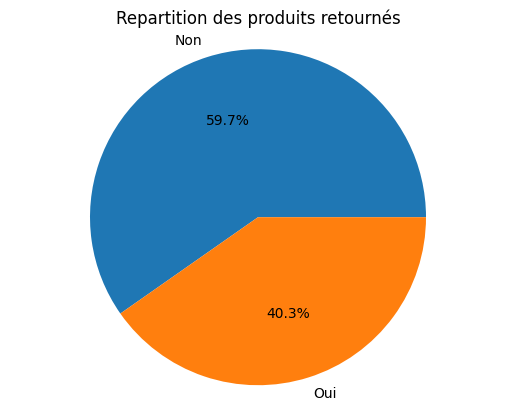 Repartition des produits retournés
Non
59.7%
40.3%
Oui